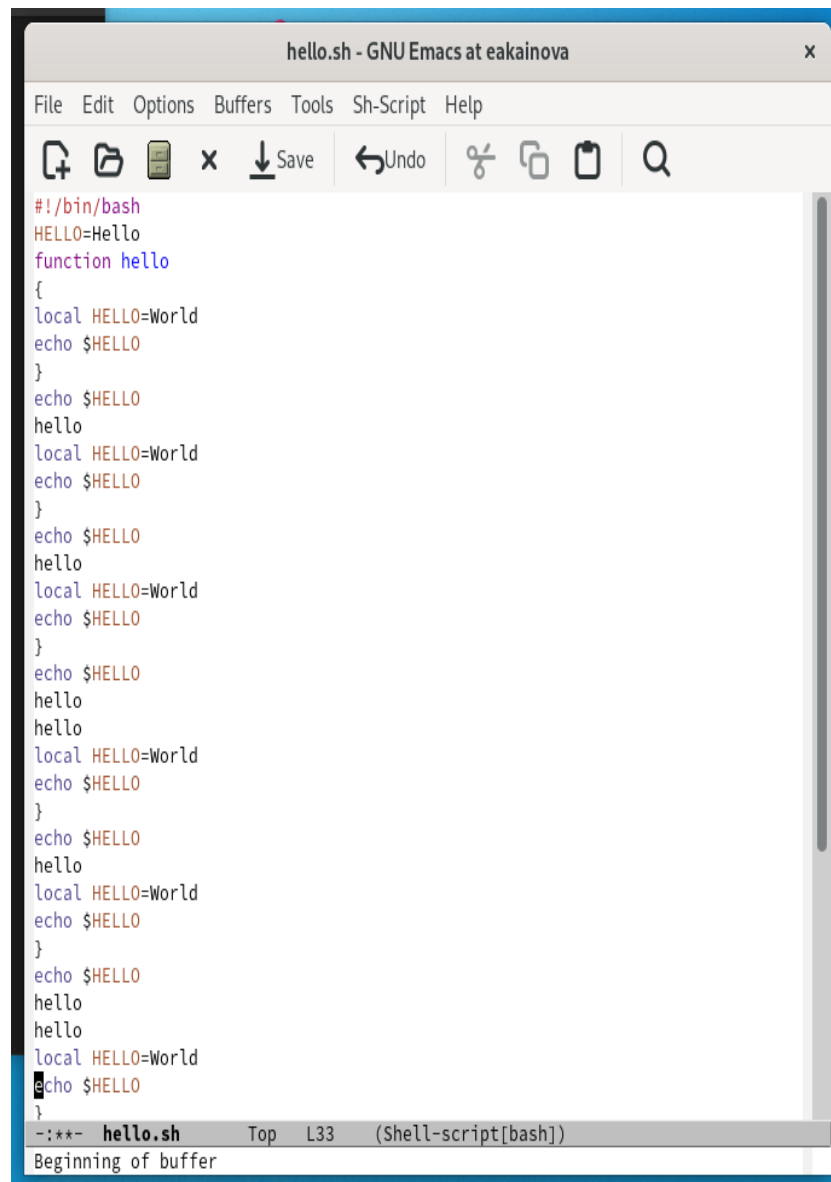 hello.sh - GNU Emacs at eakainova x
File Edit Options Buffers Tools Sh-Script Help
Save Undo
#!/bin/bash
HELLO=Hello
function hello
{
local HELLO=World
echo $HELLO
}
echo $HELLO
hello
local HELLO=World
echo $HELLO
}
echo $HELLO
hello
local HELLO=World
echo $HELLO
}
echo $HELLO
hello
hello
local HELLO=World
echo $HELLO
}
echo $HELLO
hello
local HELLO=World
echo $HELLO
}
echo $HELLO
hello
hello
local HELLO=World
echo $HELLO
}
-:**- hello.sh Top L33 (Shell-script[bash])
Beginning of buffer